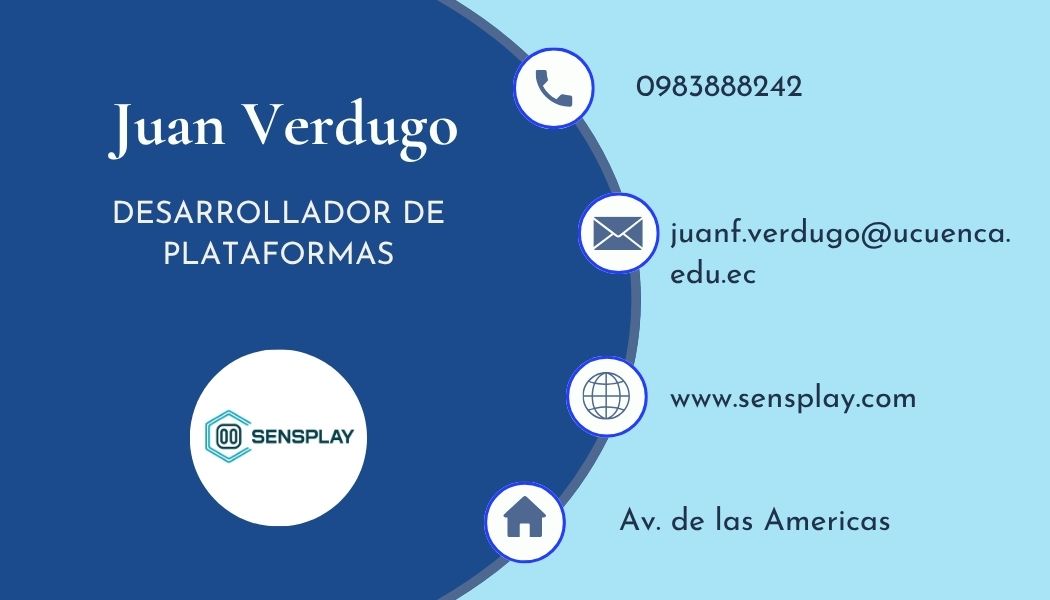 Juan Verdugo
DESARROLLADOR DE
PLATAFORMAS
SENSPLAY
0983888242
juanf.verdugo@ucuenca.
edu.ec
www.sensplay.com
Av. de las Americas